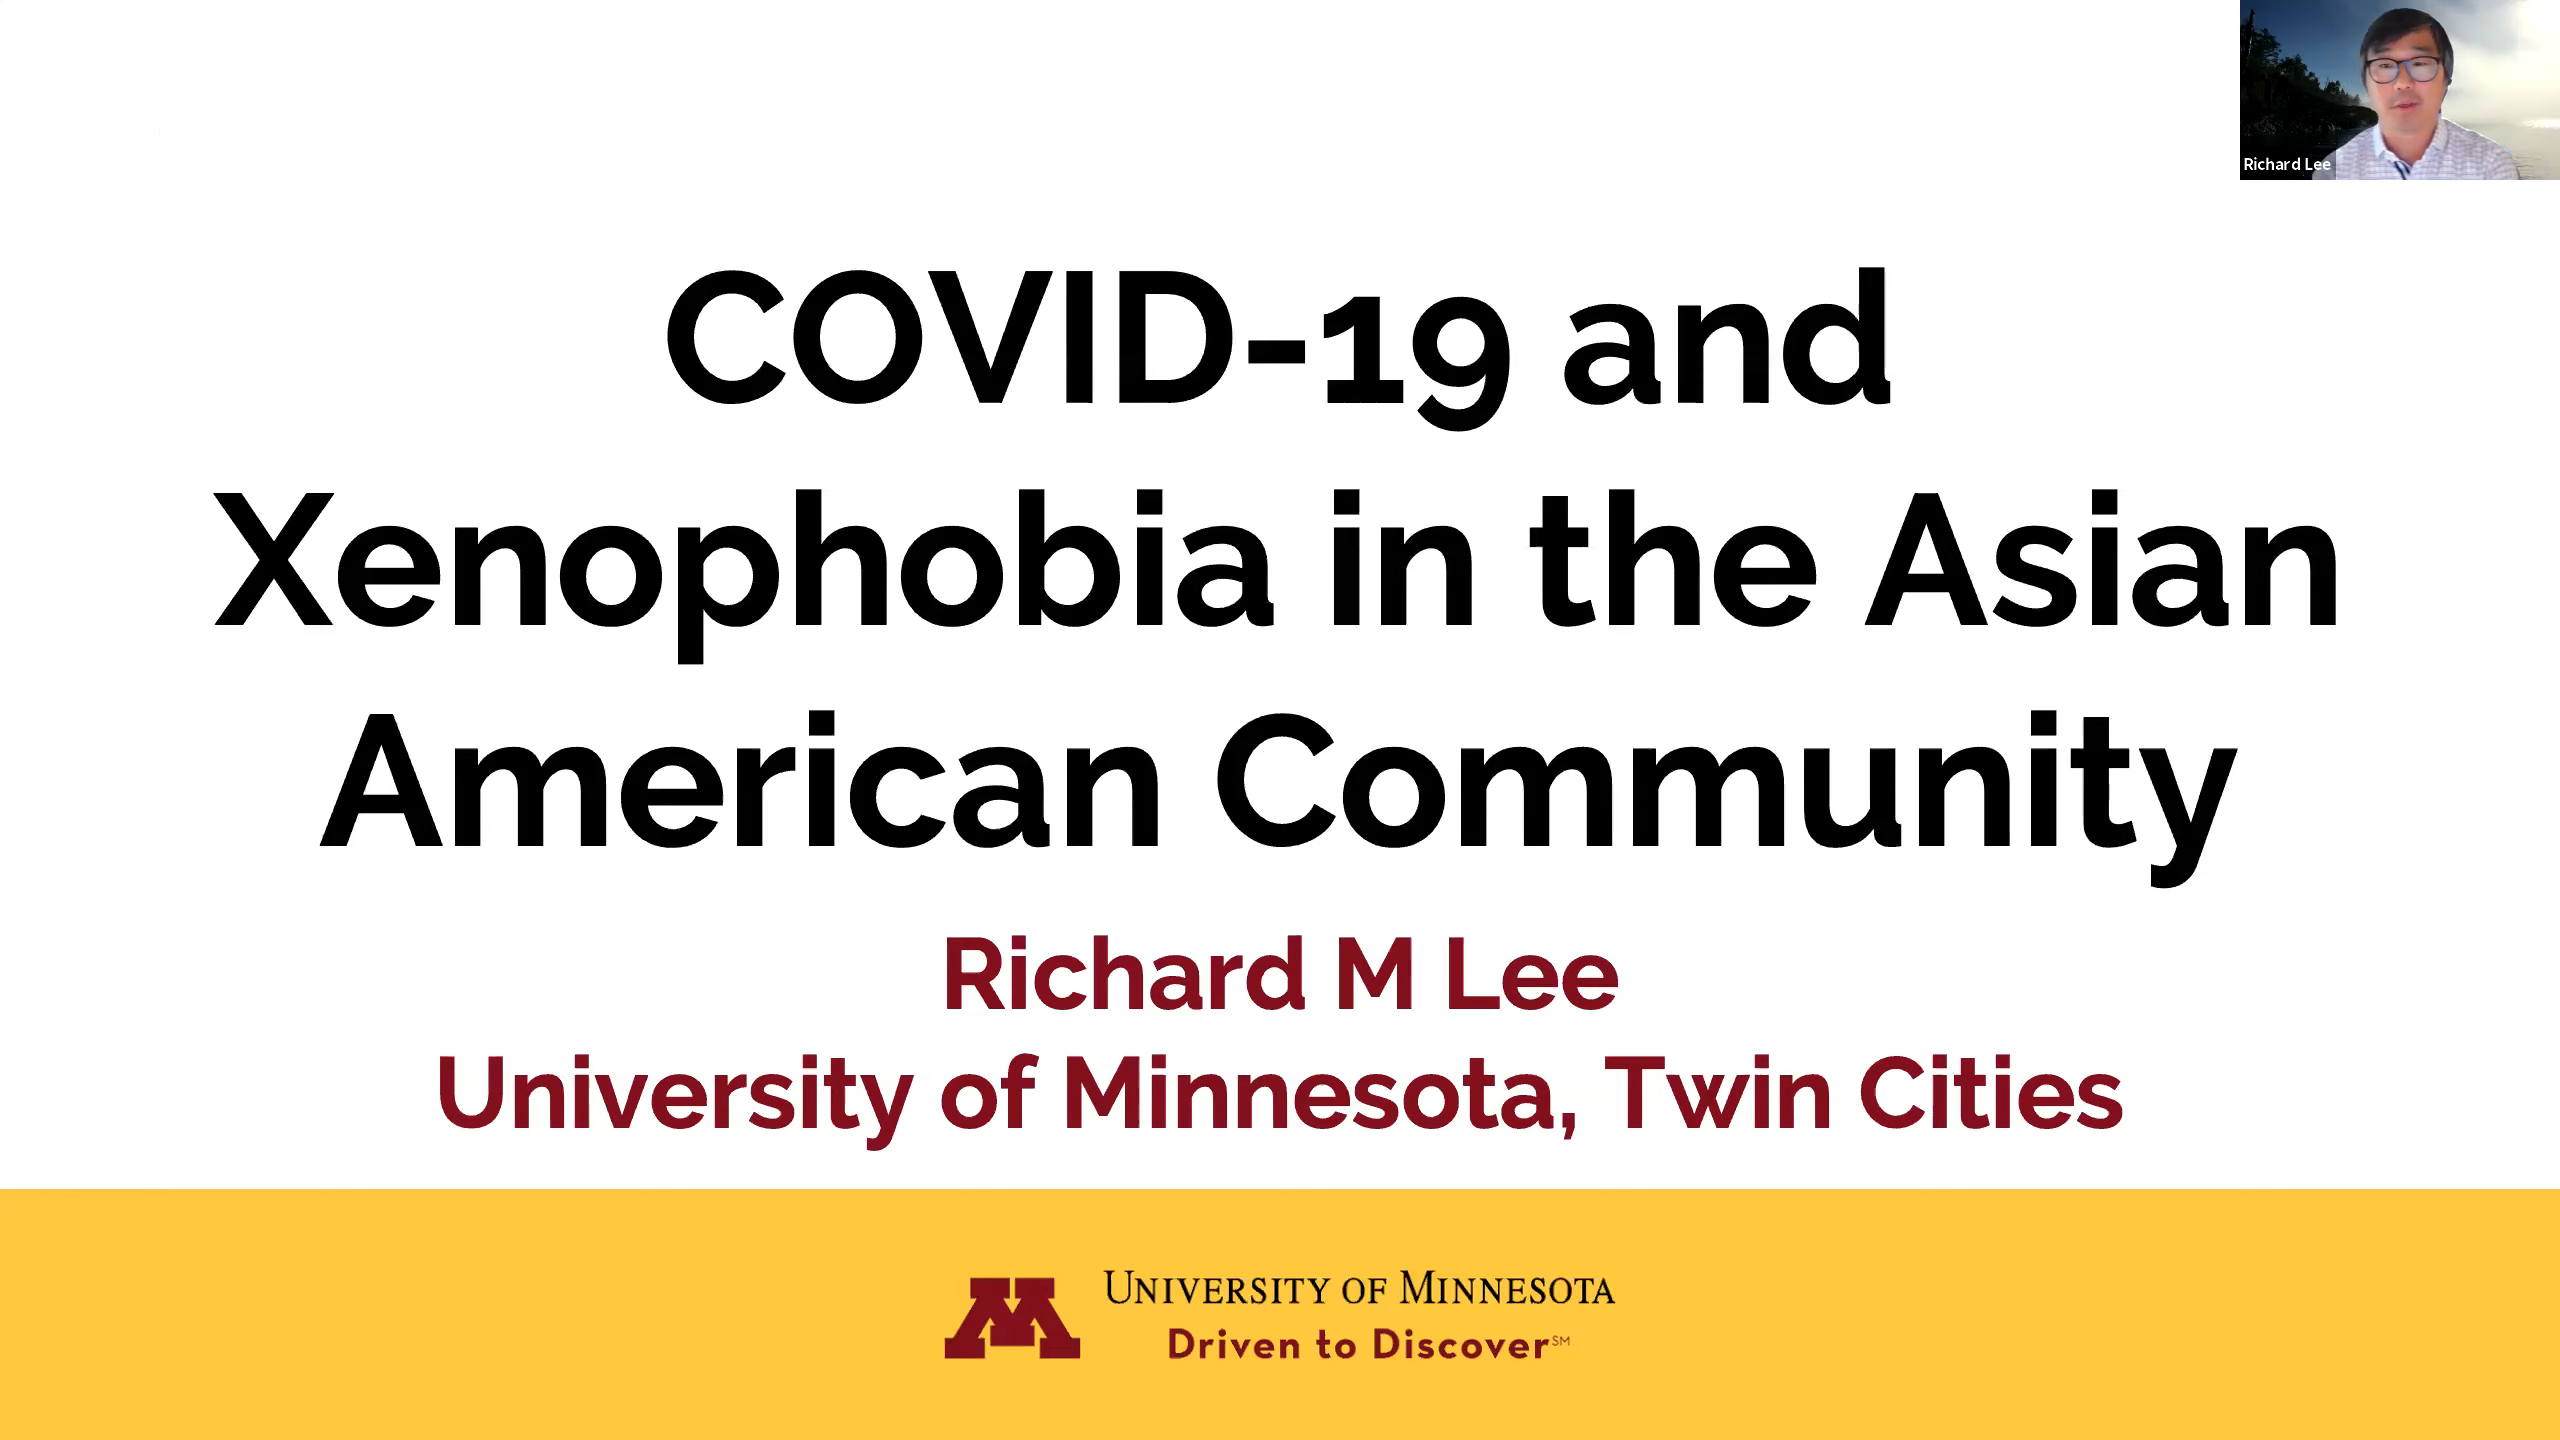 Richard Lee
COVID-19 and
Xenophobia in the Asian
American Community
Richard M Lee
University of Minnesota, Twin Cities
UNIVERSITY OF MINNESOTA
Driven to Discover℠